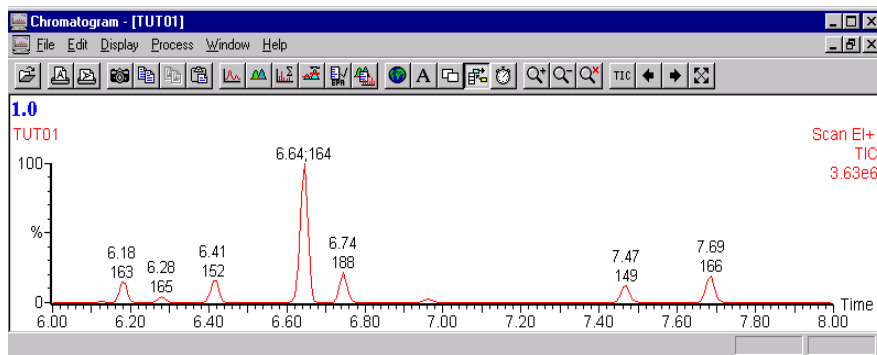 Chromatogram - [TUT01]
File Edit Display Process Window Help
EPR A TIC
1.0
TUT01
Scan EI+
TIC
3.63e6
100
%
0
6.64;164
6.18
163
6.28
165
6.41
152
6.74
188
7.47
149
7.69
166
6.00 6.20 6.40 6.60 6.80 7.00 7.20 7.40 7.60 7.80 8.00 Time